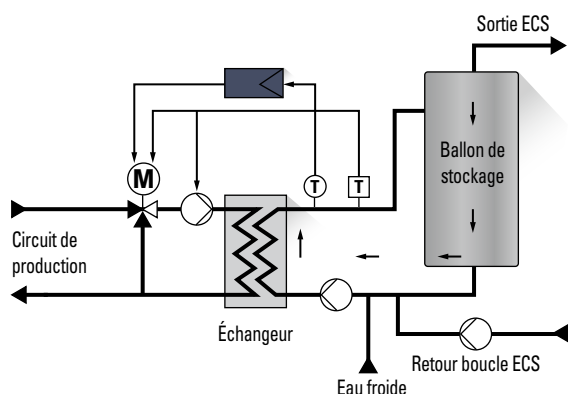 Sortie ECS
Ballon de
stockage
M
T
T
Circuit de
production
Échangeur
Retour boucle ECS
Eau froide